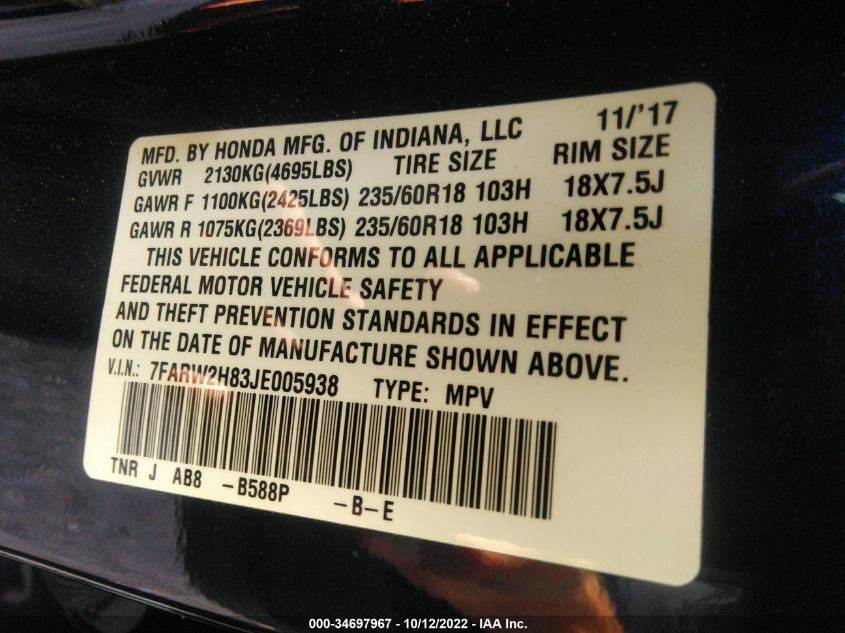 MFD. BY HONDA MFG. OF INDIANA, LLC 11/'17
GVWR 2130KG(4695LBS) TIRE SIZE RIM SIZE
GAWR F 1100KG(2425LBS) 235/60R18 103H 18X7.5J
GAWR R 1075KG(2369LBS) 235/60R18 103H 18X7.5J
THIS VEHICLE CONFORMS TO ALL APPLICABLE
FEDERAL MOTOR VEHICLE SAFETY
AND THEFT PREVENTION STANDARDS IN EFFECT
ON THE DATE OF MANUFACTURE SHOWN ABOVE.
V.I.N.: 7FARW2H83JE005938 TYPE: MPV
TNR J AB8 -B588P -B-E
000-34697967 - 10/12/2022 - IAA Inc.